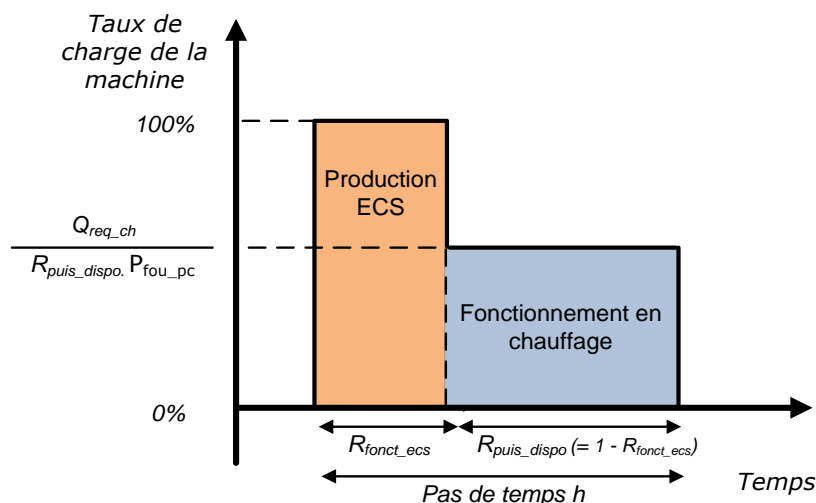 Taux de
charge de la
machine
100%
Production
ECS
Q_req_ch
R_puis_dispo. P_fou_pc
Fonctionnement en
chauffage
0%
R_fonct_ecs
R_puis_dispo (= 1 - R_fonct_ecs)
Pas de temps h
Temps